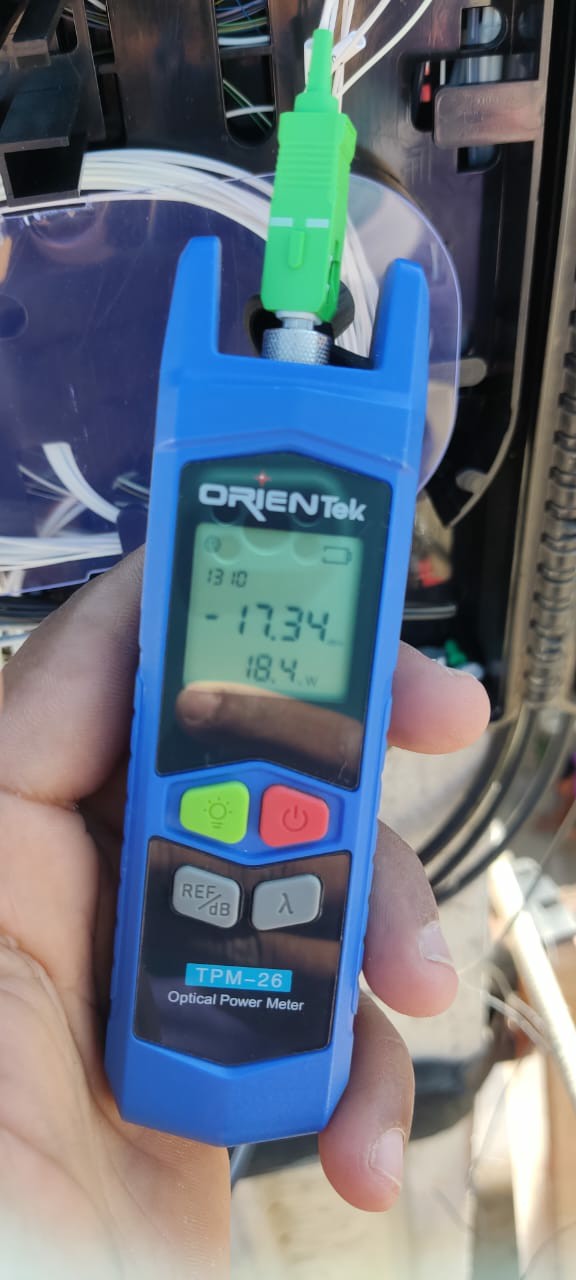 ORIENTek
1310
-17.34
18.4 W
REF/dB
λ
TPM-26
Optical Power Meter